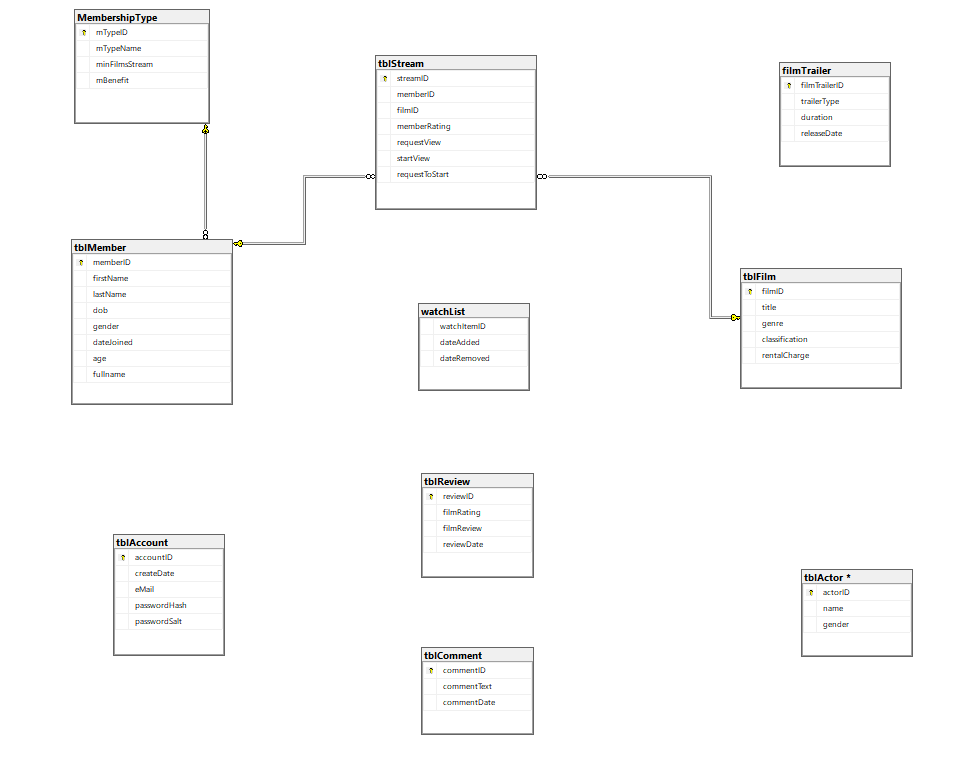 MembershipType
mTypeID
mTypeName
minFilmsStream
mBenefit
tblStream
streamID
memberID
filmID
memberRating
requestView
startView
requestToStart
filmTrailer
filmTrailerID
trailerType
duration
releaseDate
tblMember
memberID
firstName
lastName
dob
gender
dateJoined
age
fullname
watchList
watchItemID
dateAdded
dateRemoved
tblFilm
filmID
title
genre
classification
rentalCharge
tblReview
reviewID
filmRating
filmReview
reviewDate
tblAccount
accountID
createDate
eMail
passwordHash
passwordSalt
tblActor *
actorID
name
gender
tblComment
commentID
commentText
commentDate